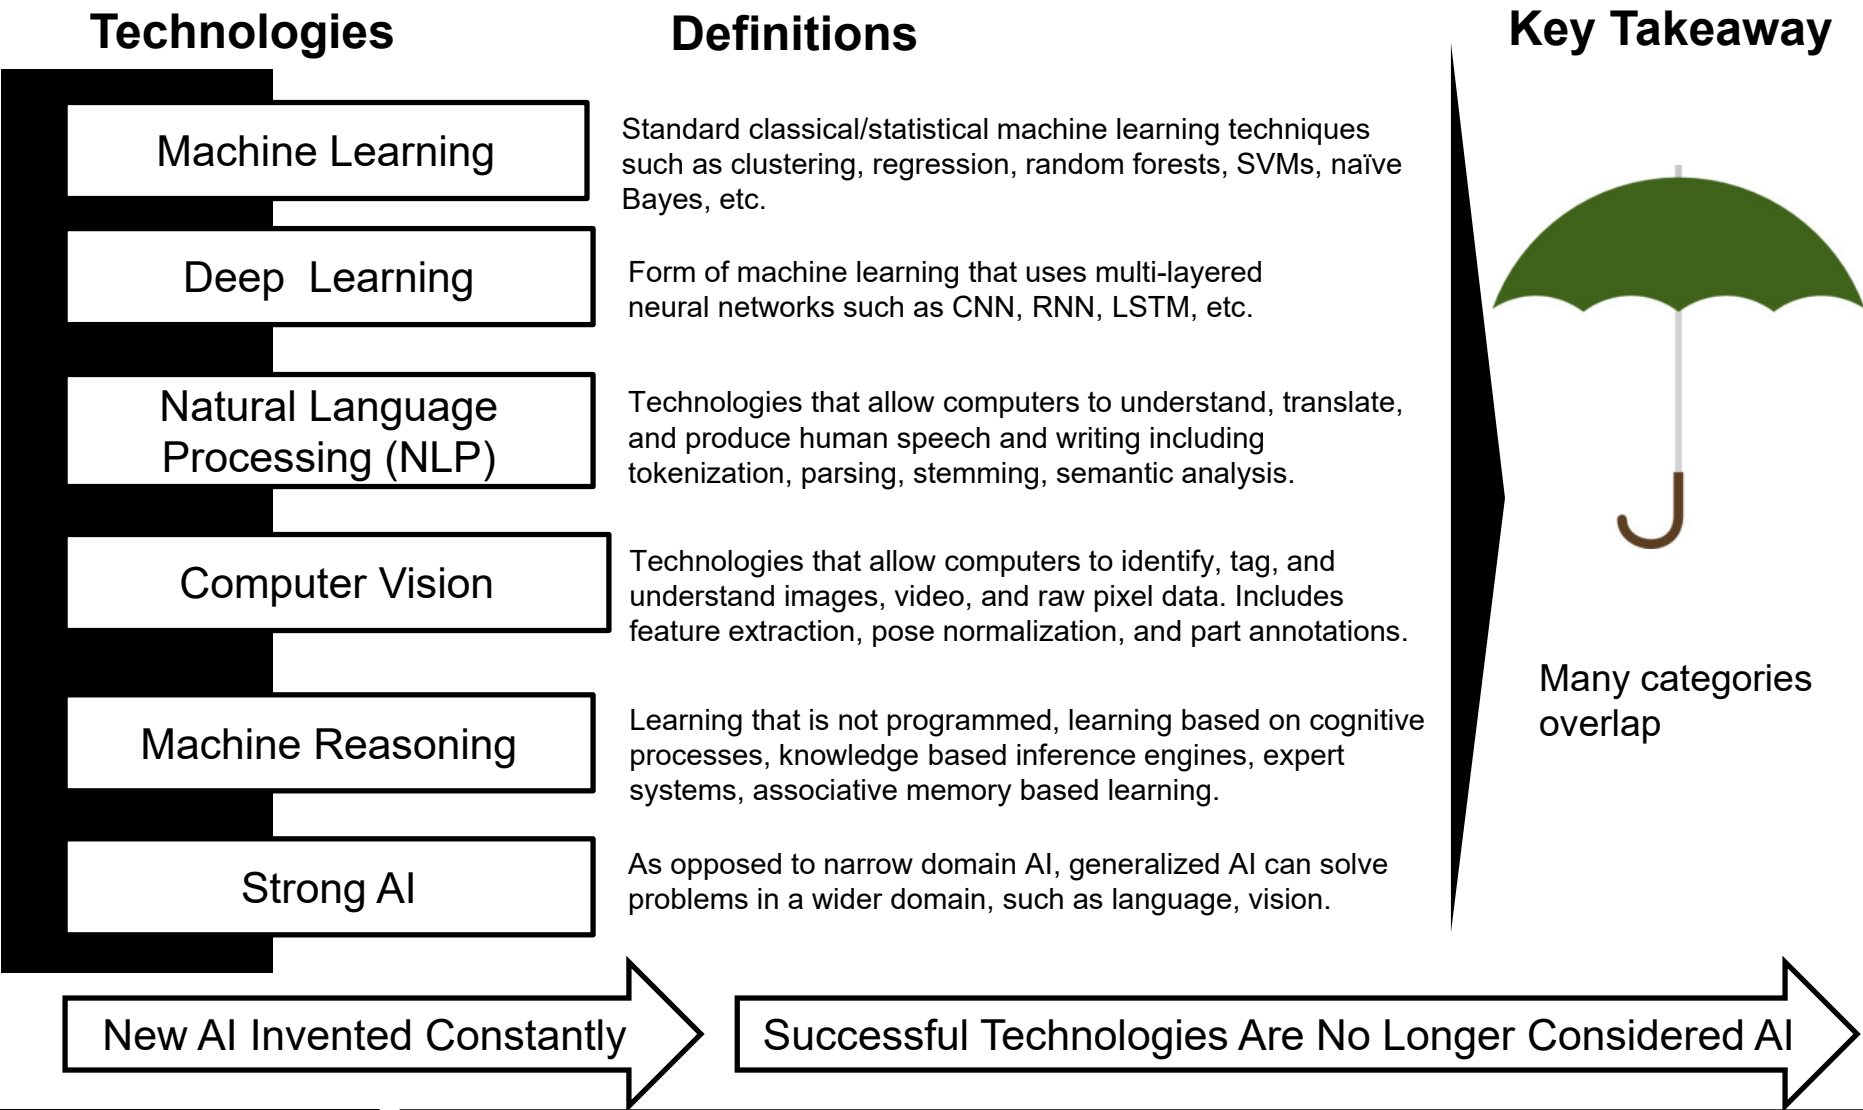 Technologies
Definitions
Key Takeaway
Machine Learning
Standard classical/statistical machine learning techniques
such as clustering, regression, random forests, SVMs, naïve
Bayes, etc.
Deep Learning
Form of machine learning that uses multi-layered
neural networks such as CNN, RNN, LSTM, etc.
Natural Language
Processing (NLP)
Technologies that allow computers to understand, translate,
and produce human speech and writing including
tokenization, parsing, stemming, semantic analysis.
Computer Vision
Technologies that allow computers to identify, tag, and
understand images, video, and raw pixel data. Includes
feature extraction, pose normalization, and part annotations.
Machine Reasoning
Learning that is not programmed, learning based on cognitive
processes, knowledge based inference engines, expert
systems, associative memory based learning.
Strong AI
As opposed to narrow domain AI, generalized AI can solve
problems in a wider domain, such as language, vision.
Many categories
overlap
New AI Invented Constantly
Successful Technologies Are No Longer Considered AI